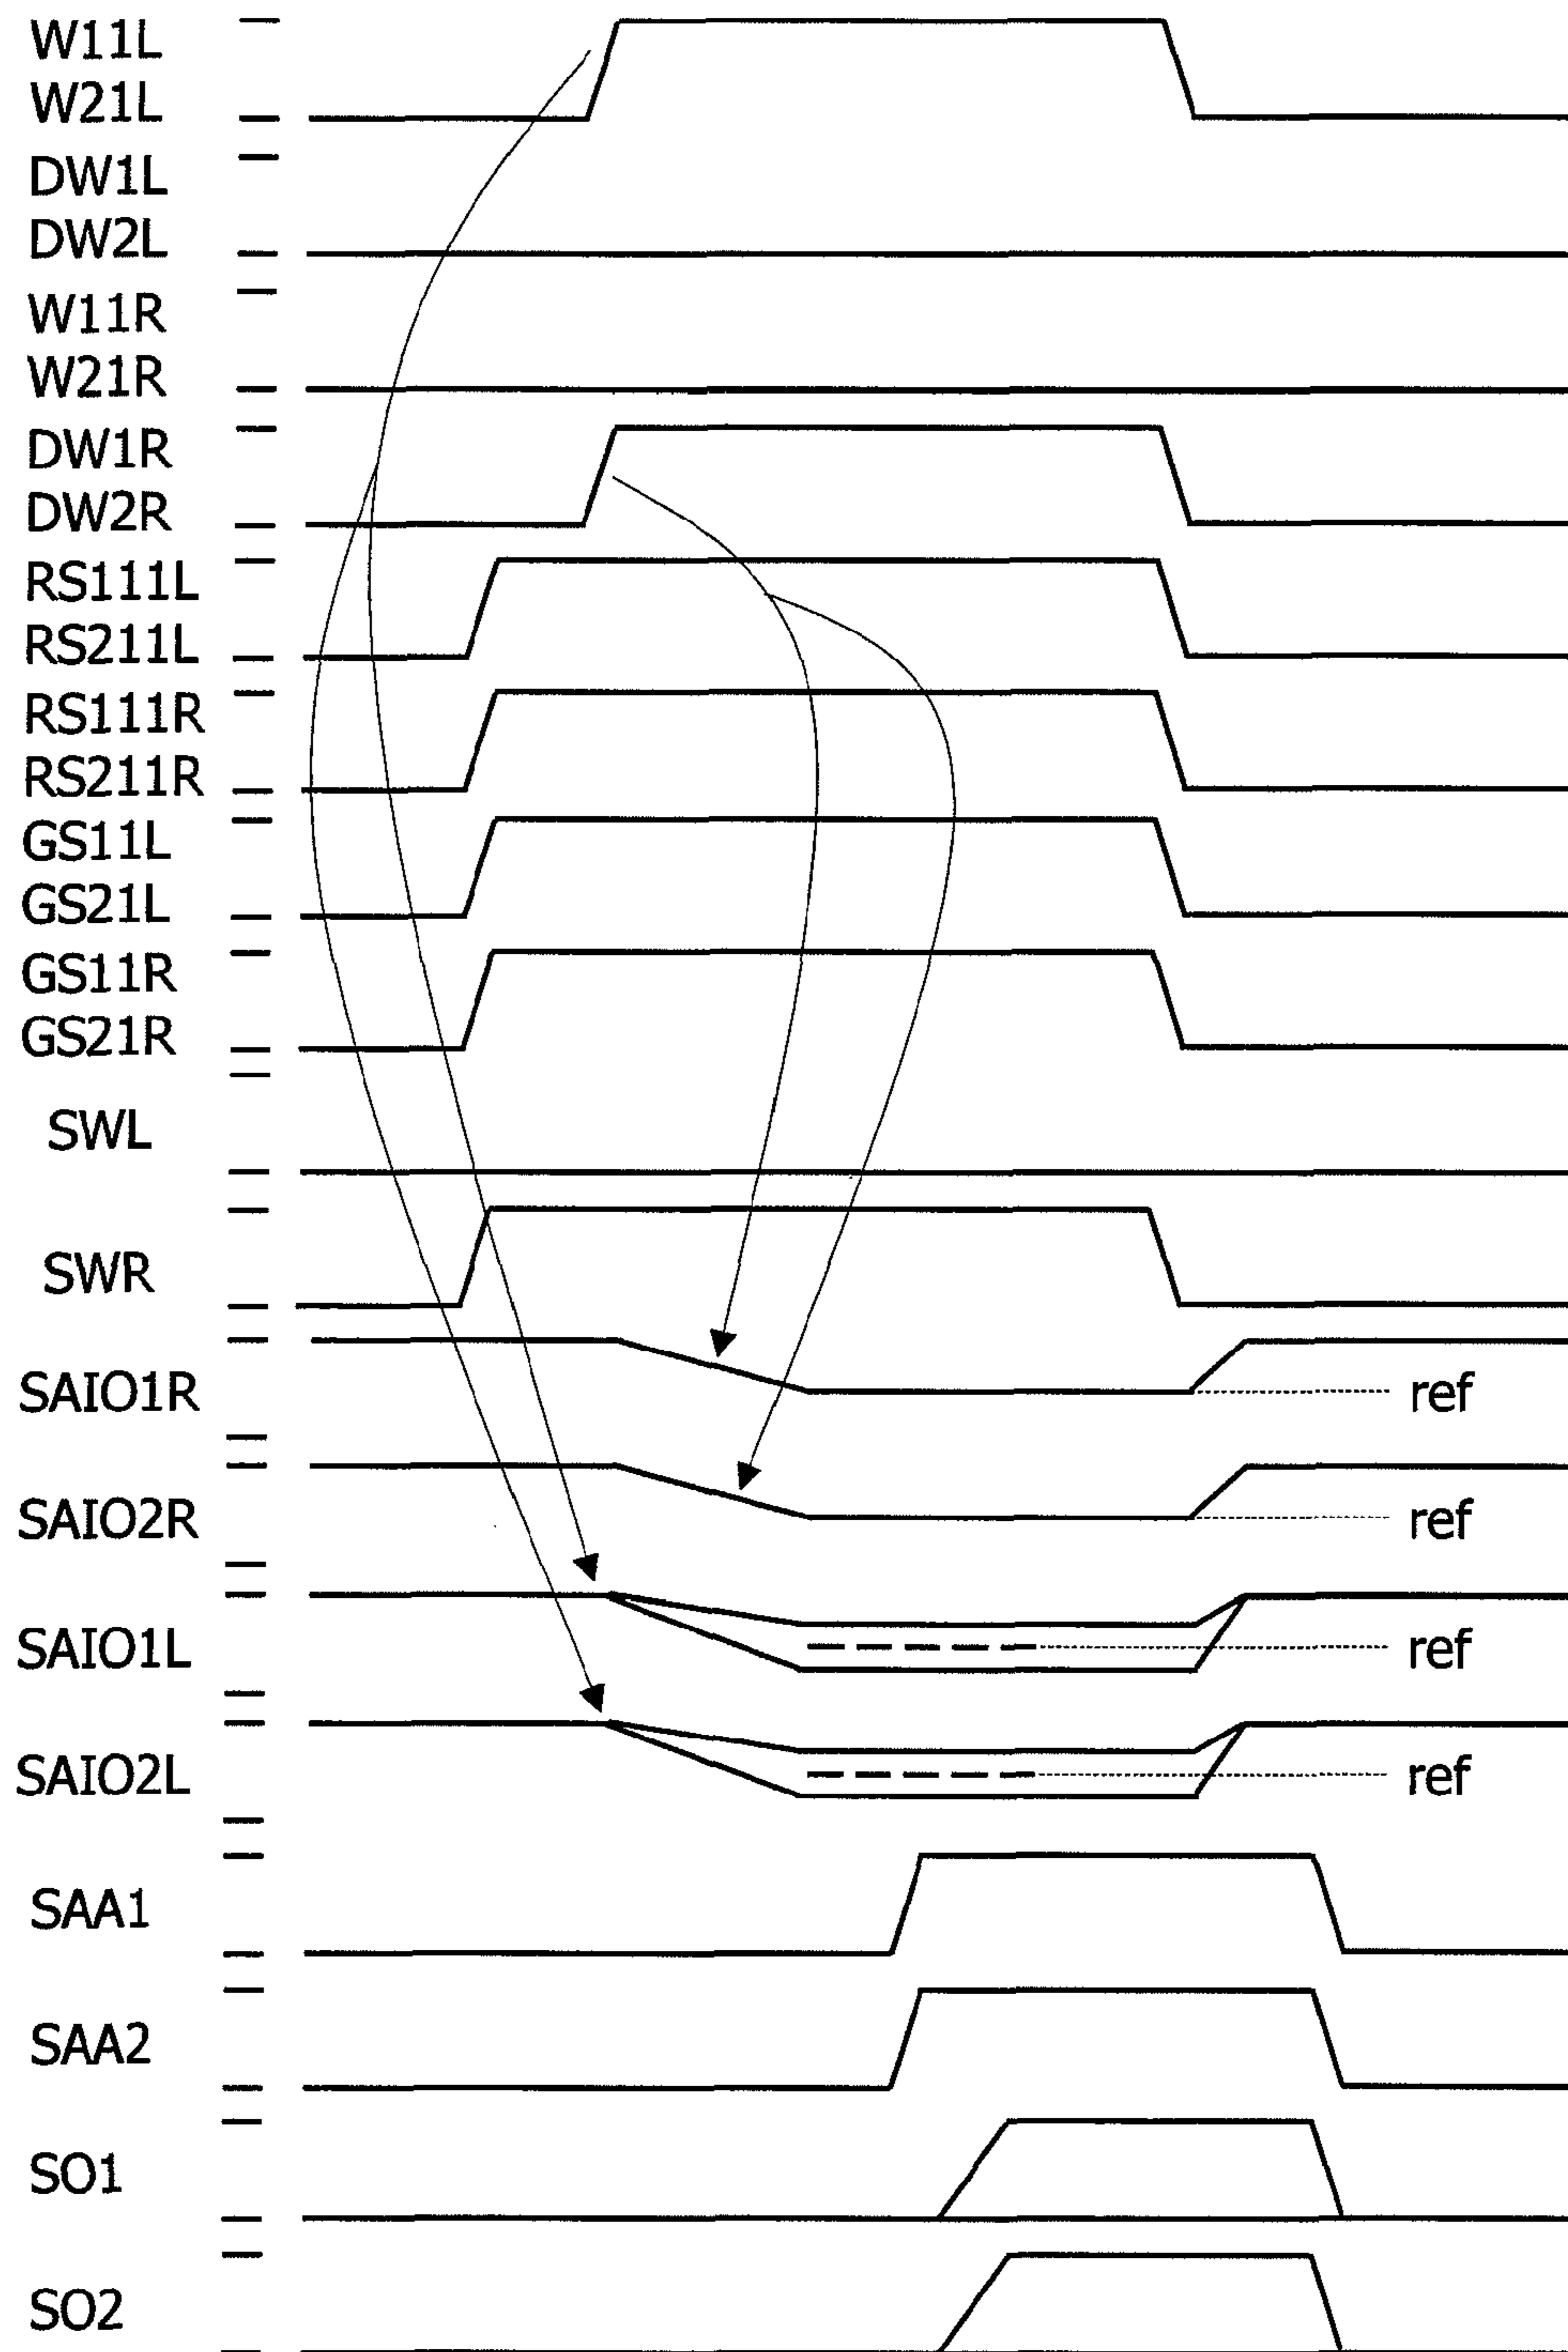 W11L
W21L
DW1L
DW2L
W11R
W21R
DW1R
DW2R
RS111L
RS211L
RS111R
RS211R
GS11L
GS21L
GS11R
GS21R
SWL
SWR
SAIO1R
ref
SAIO2R
ref
SAIO1L
ref
SAIO2L
ref
SAA1
SAA2
SO1
SO2